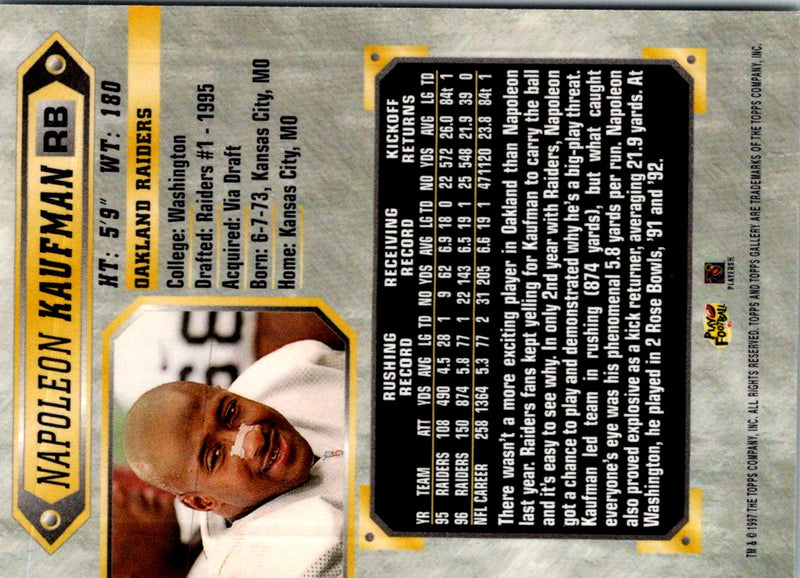 NAPOLEON KAUFMAN RB
HT: 5'9" WT: 180
OAKLAND RAIDERS
College: Washington
Drafted: Raiders #1 - 1995
Acquired: Via Draft
Born: 6-7-73, Kansas City, MO
Home: Kansas City, MO
68
RUSHING RECEIVING KICKOFF
RECORD RECORD RETURNS
YR TEAM ATT YDS AVG LG TD NO YDS AVG LG TD NO YDS AVG LG TD
95 RAIDERS 108 490 4.5 28 1 9 62 6.9 18 0 22 572 26.0 84t 1
96 RAIDERS 150 874 5.8 77 1 22 143 6.5 19 1 25 548 21.9 39 0
NFL CAREER 258 1364 5.3 77 2 31 205 6.6 19 1 47 1120 23.8 84t 1
There wasn't a more exciting player in Oakland than Napoleon
last year. Raiders fans kept yelling for Kaufman to carry the ball
and it's easy to see why. In only 2nd year with Raiders, Napoleon
got a chance to play and demonstrated why he's a big-play threat.
Kaufman led team in rushing (874 yards), but what caught
everyone's eye was his phenomenal 5.8 yards per run. Napoleon
also proved explosive as a kick returner, averaging 21.9 yards. At
Washington, he played in 2 Rose Bowls, '91 and '92.
PLAY FOOTBALL
PLAYERS
TM & © 1997 THE TOPPS COMPANY, INC. ALL RIGHTS RESERVED. TOPPS AND TOPPS GALLERY ARE TRADEMARKS OF THE TOPPS COMPANY, INC.